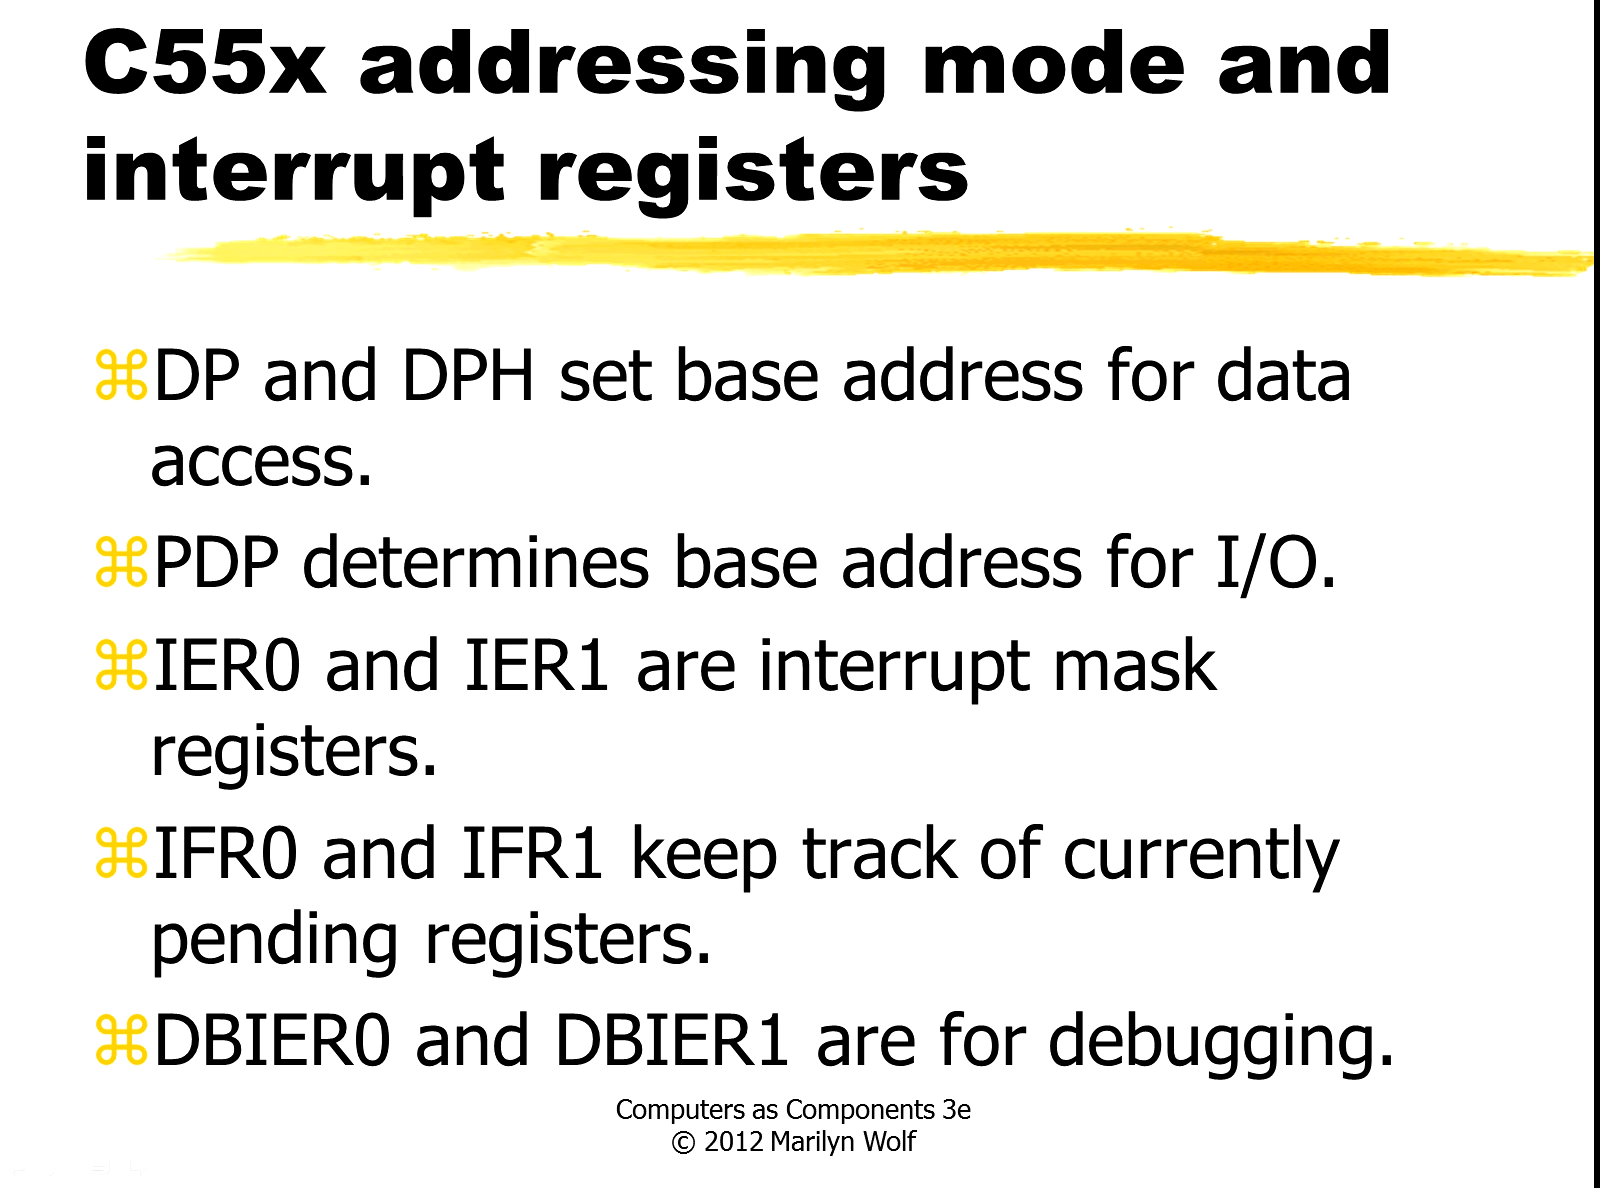 C55x addressing mode and
interrupt registers
⌘DP and DPH set base address for data
access.
⌘PDP determines base address for I/O.
⌘IER0 and IER1 are interrupt mask
registers.
⌘IFR0 and IFR1 keep track of currently
pending registers.
⌘DBIER0 and DBIER1 are for debugging.
Computers as Components 3e
© 2012 Marilyn Wolf